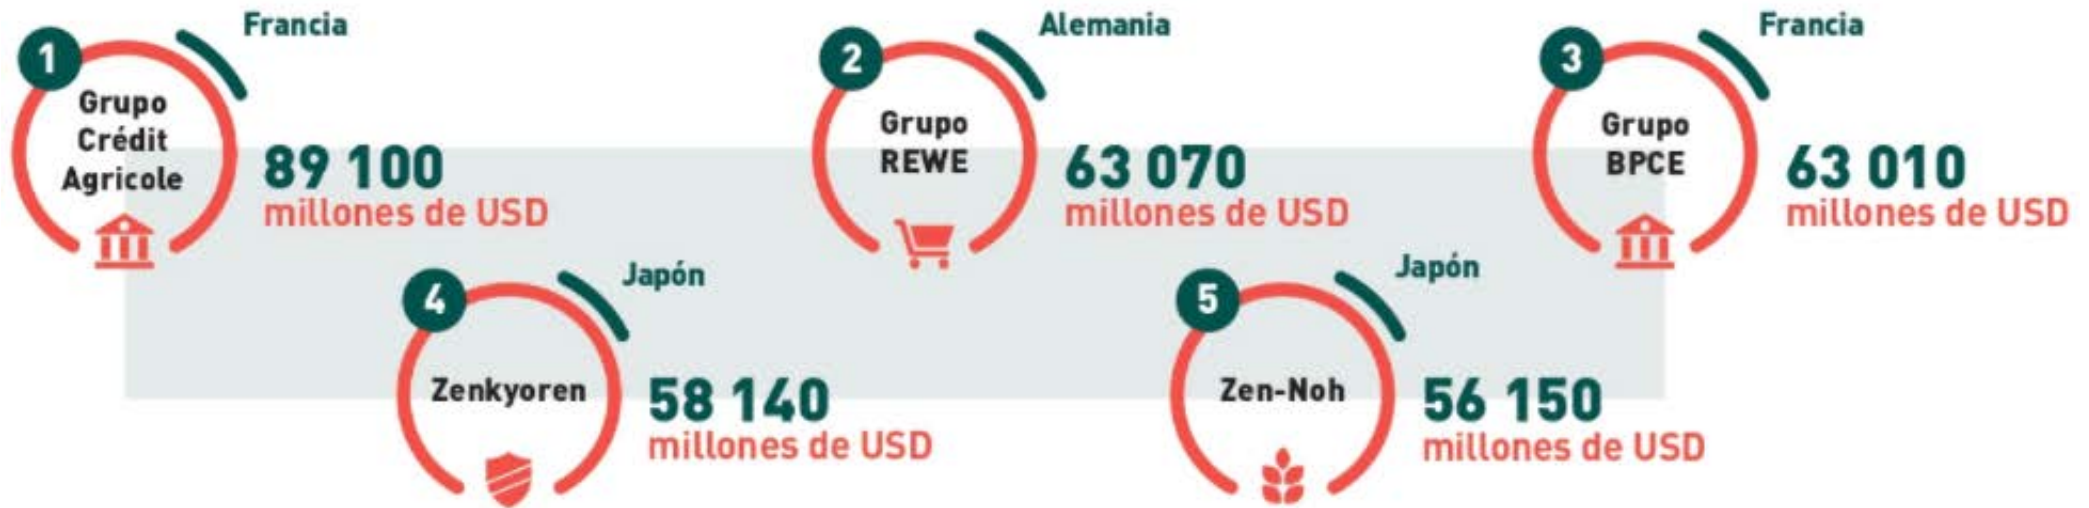 1
Francia
Grupo
Crédit
Agricole
89 100
millones de USD
2
Alemania
Grupo
REWE
63 070
millones de USD
3
Francia
Grupo
BPCE
63 010
millones de USD
4
Japón
Zenkyoren
58 140
millones de USD
5
Japón
Zen-Noh
56 150
millones de USD